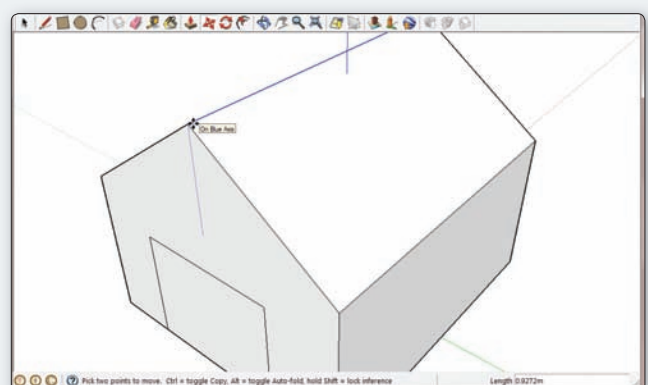 On Blue Axis
Pick two points to move. Ctrl = toggle Copy, Alt = toggle Auto-fold, hold Shift = lock inference
Length 0.8272m